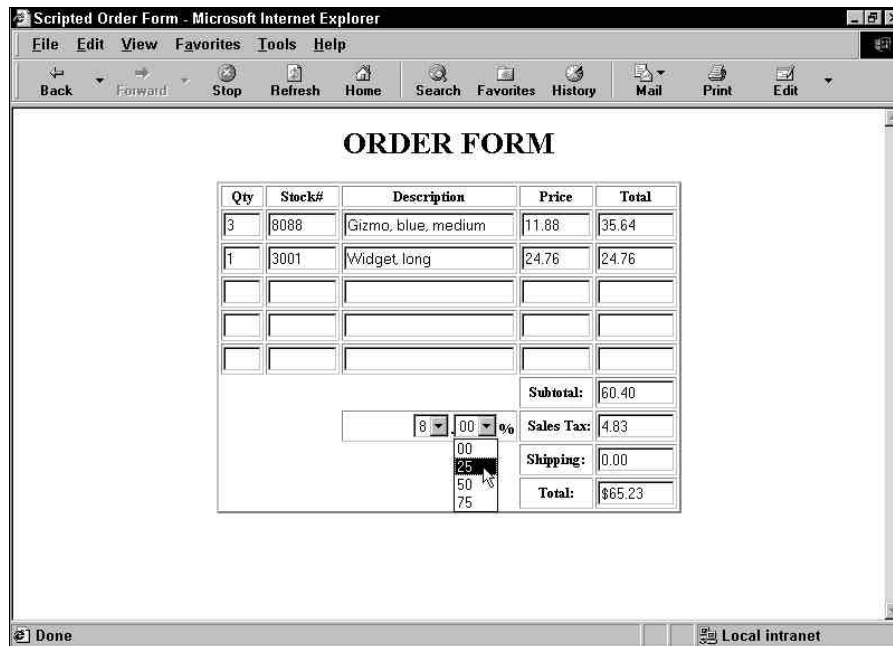 Scripted Order Form - Microsoft Internet Explorer
File Edit View Favorites Tools Help
Back Forward Stop Refresh Home Search Favorites History Mail Print Edit
ORDER FORM
Qty Stock# Description Price Total
3 8088 Gizmo, blue, medium 11.88 35.64
1 3001 Widget, long 24.76 24.76
Subtotal: 60.40
8 . 00 % Sales Tax: 4.83
00
25 Shipping: 0.00
50
75 Total: $65.23
Done Local intranet